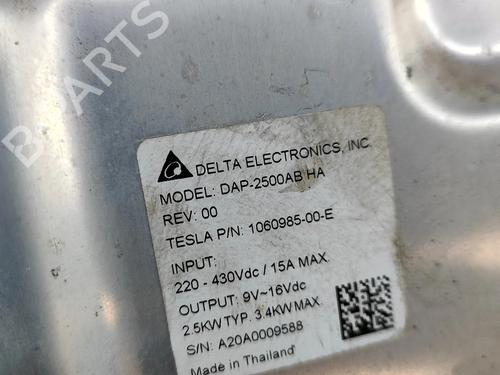 DELTA ELECTRONICS, INC
MODEL: DAP-2500AB HA
REV: 00
TESLA P/N: 1060985-00-E
INPUT:
220 - 430Vdc / 15A MAX.
OUTPUT: 9V~16Vdc
2.5KW TYP. 3.4KW MAX.
S/N: A20A0009588
Made in Thailand
B-PARTS